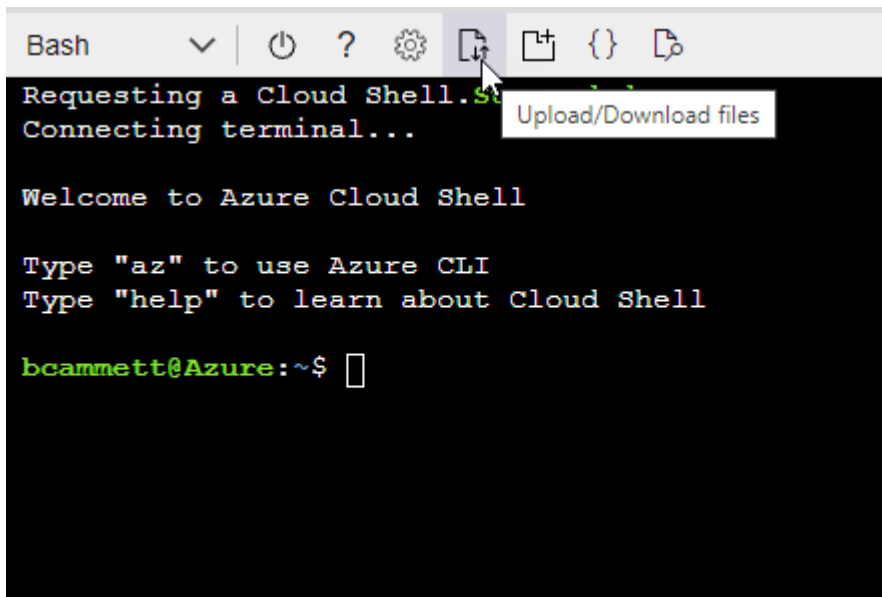 Bash
?
{}
Requesting a Cloud Shell.
Upload/Download files
Connecting terminal...
Welcome to Azure Cloud Shell
Type "az" to use Azure CLI
Type "help" to learn about Cloud Shell
bcammett@Azure:~$